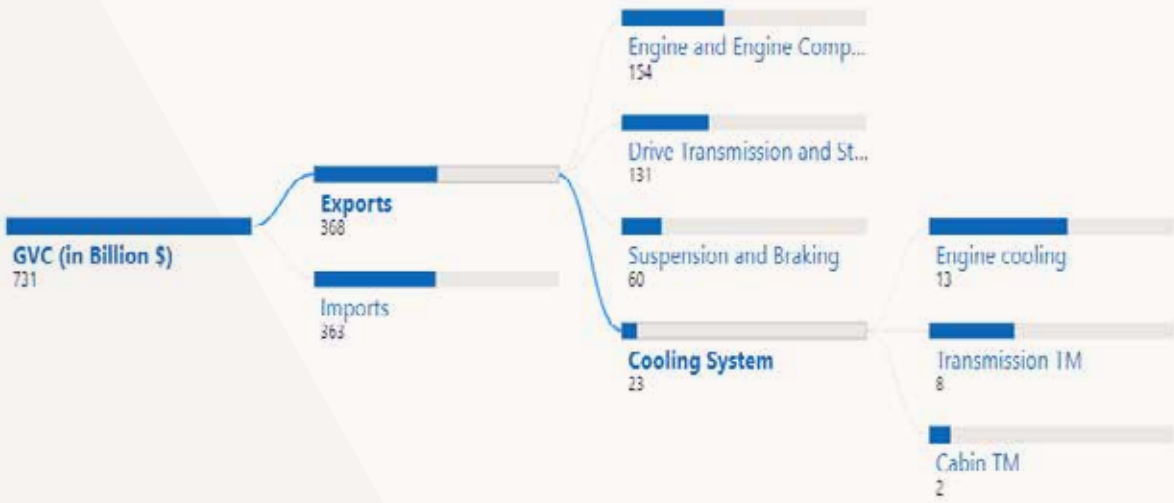 Engine and Engine Comp...
154
Drive Transmission and St...
131
Exports
368
GVC (in Billion $)
731
Suspension and Braking
60
Engine cooling
13
Imports
363
Cooling System
23
Transmission TM
8
Cabin TM
2